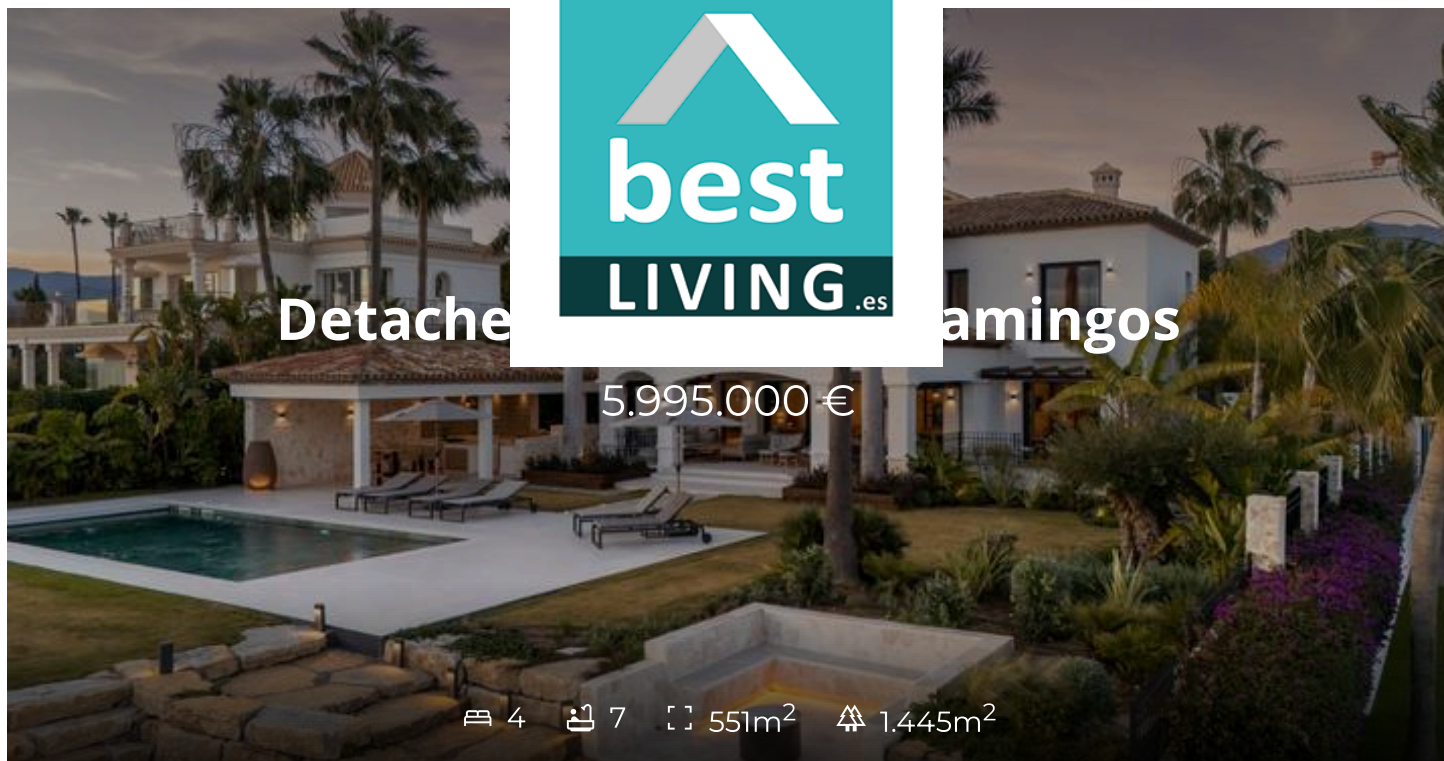 best
LIVING.es
Detache amingos
5.995.000 €
4 7 551m² 1.445m²